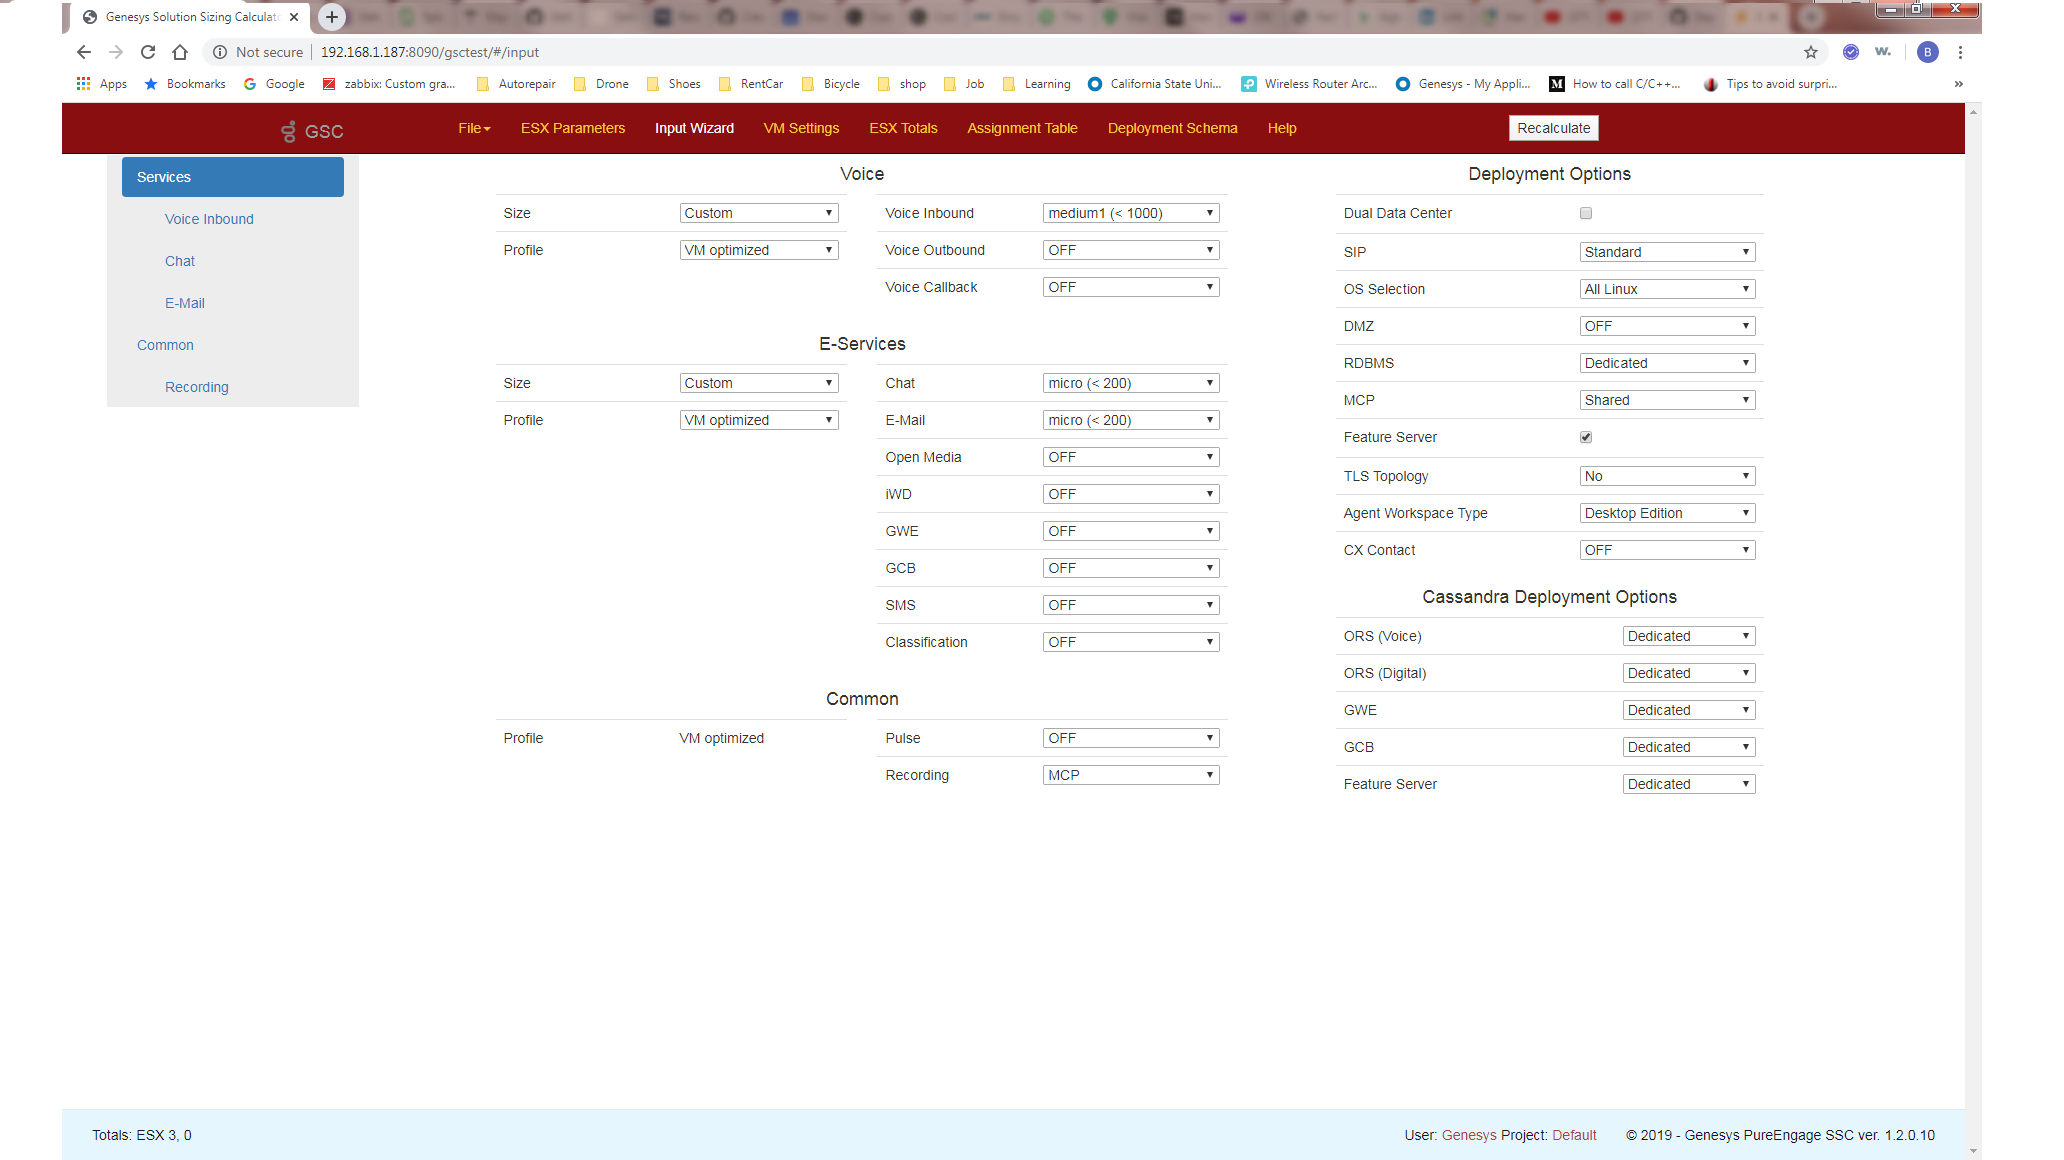 Genesys Solution Sizing Calculat
Not secure
192.168.1.187:8090/gsctest/#/input
w.
B
Apps
Bookmarks
Google
zabbix: Custom gra...
Autorepair
Drone
Shoes
RentCar
Bicycle
shop
Job
Learning
California State Uni...
Wireless Router Arc...
Genesys - My Appli...
M
How to call C/C++...
Tips to avoid surpri...
GSC
File
ESX Parameters
Input Wizard
VM Settings
ESX Totals
Assignment Table
Deployment Schema
Help
Recalculate
Services
Voice Inbound
Chat
E-Mail
Common
Recording
Voice
Size Custom
Profile VM optimized
Voice Inbound medium1 (< 1000)
Voice Outbound OFF
Voice Callback OFF
E-Services
Size Custom
Profile VM optimized
Chat micro (< 200)
E-Mail micro (< 200)
Open Media OFF
iWD OFF
GWE OFF
GCB OFF
SMS OFF
Classification OFF
Common
Profile VM optimized
Pulse OFF
Recording MCP
Deployment Options
Dual Data Center
SIP Standard
OS Selection All Linux
DMZ OFF
RDBMS Dedicated
MCP Shared
Feature Server
TLS Topology No
Agent Workspace Type Desktop Edition
CX Contact OFF
Cassandra Deployment Options
ORS (Voice) Dedicated
ORS (Digital) Dedicated
GWE Dedicated
GCB Dedicated
Feature Server Dedicated
Totals: ESX 3, 0
User: Genesys Project: Default
© 2019 - Genesys PureEngage SSC ver. 1.2.0.10